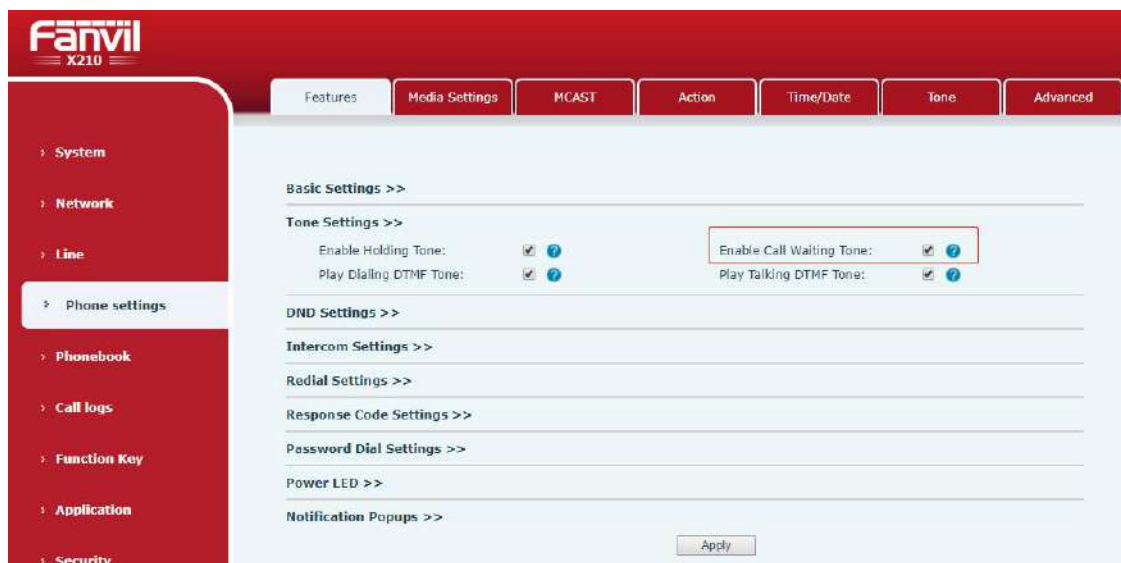 Fanvil
X210
Features Media Settings MCAST Action Time/Date Tone Advanced
› System
› Network
› Line
› Phone settings
› Phonebook
› Call logs
› Function Key
› Application
› Security
Basic Settings >>
Tone Settings >>
Enable Holding Tone: Enable Call Waiting Tone:
Play Dialing DTMF Tone: Play Talking DTMF Tone:
DND Settings >>
Intercom Settings >>
Redial Settings >>
Response Code Settings >>
Password Dial Settings >>
Power LED >>
Notification Popups >>
Apply